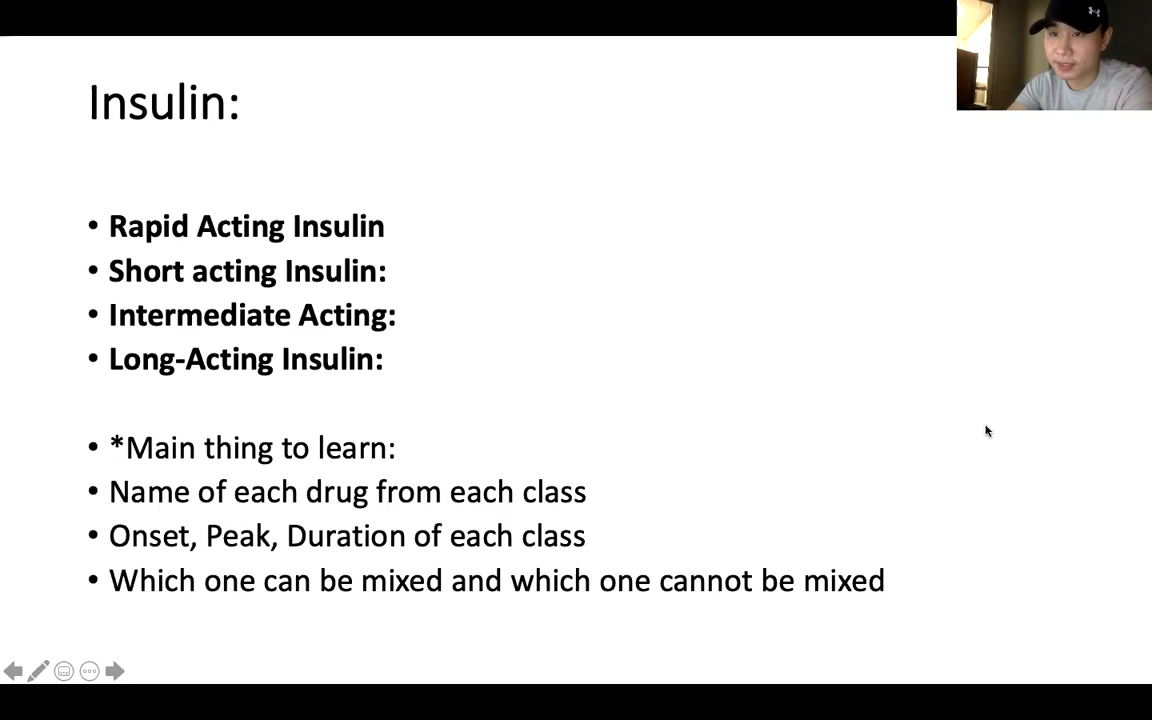 Insulin:
• Rapid Acting Insulin
• Short acting Insulin:
• Intermediate Acting:
• Long-Acting Insulin:
• *Main thing to learn:
• Name of each drug from each class
• Onset, Peak, Duration of each class
• Which one can be mixed and which one cannot be mixed